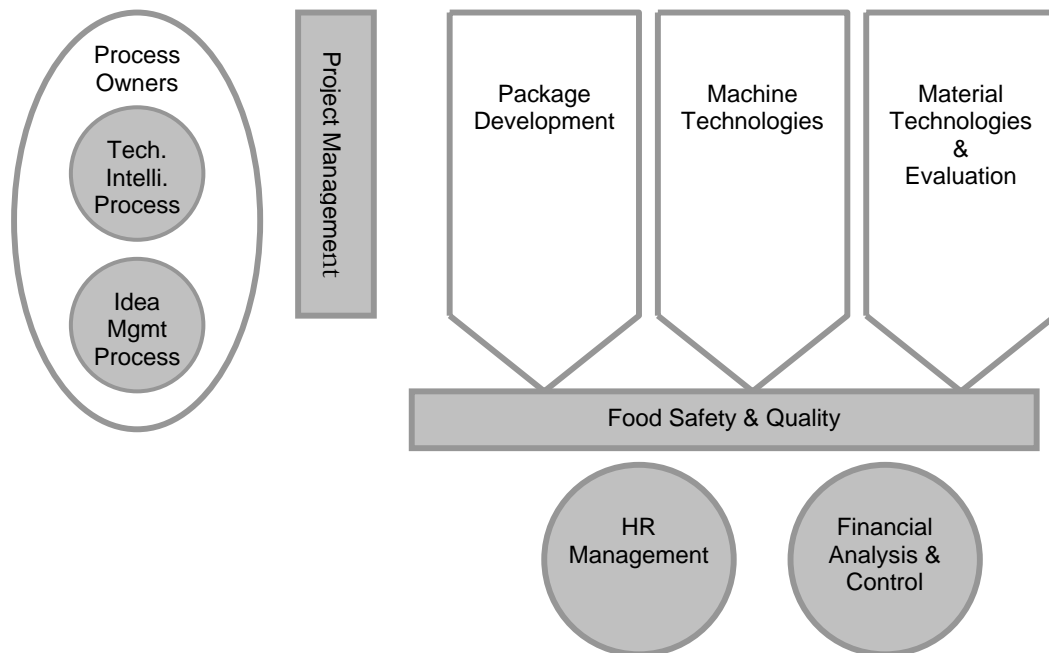 Process
Owners
Tech.
Intelli.
Process
Idea
Mgmt
Process
Project Management
Package
Development
Machine
Technologies
Material
Technologies
&
Evaluation
Food Safety & Quality
HR
Management
Financial
Analysis &
Control